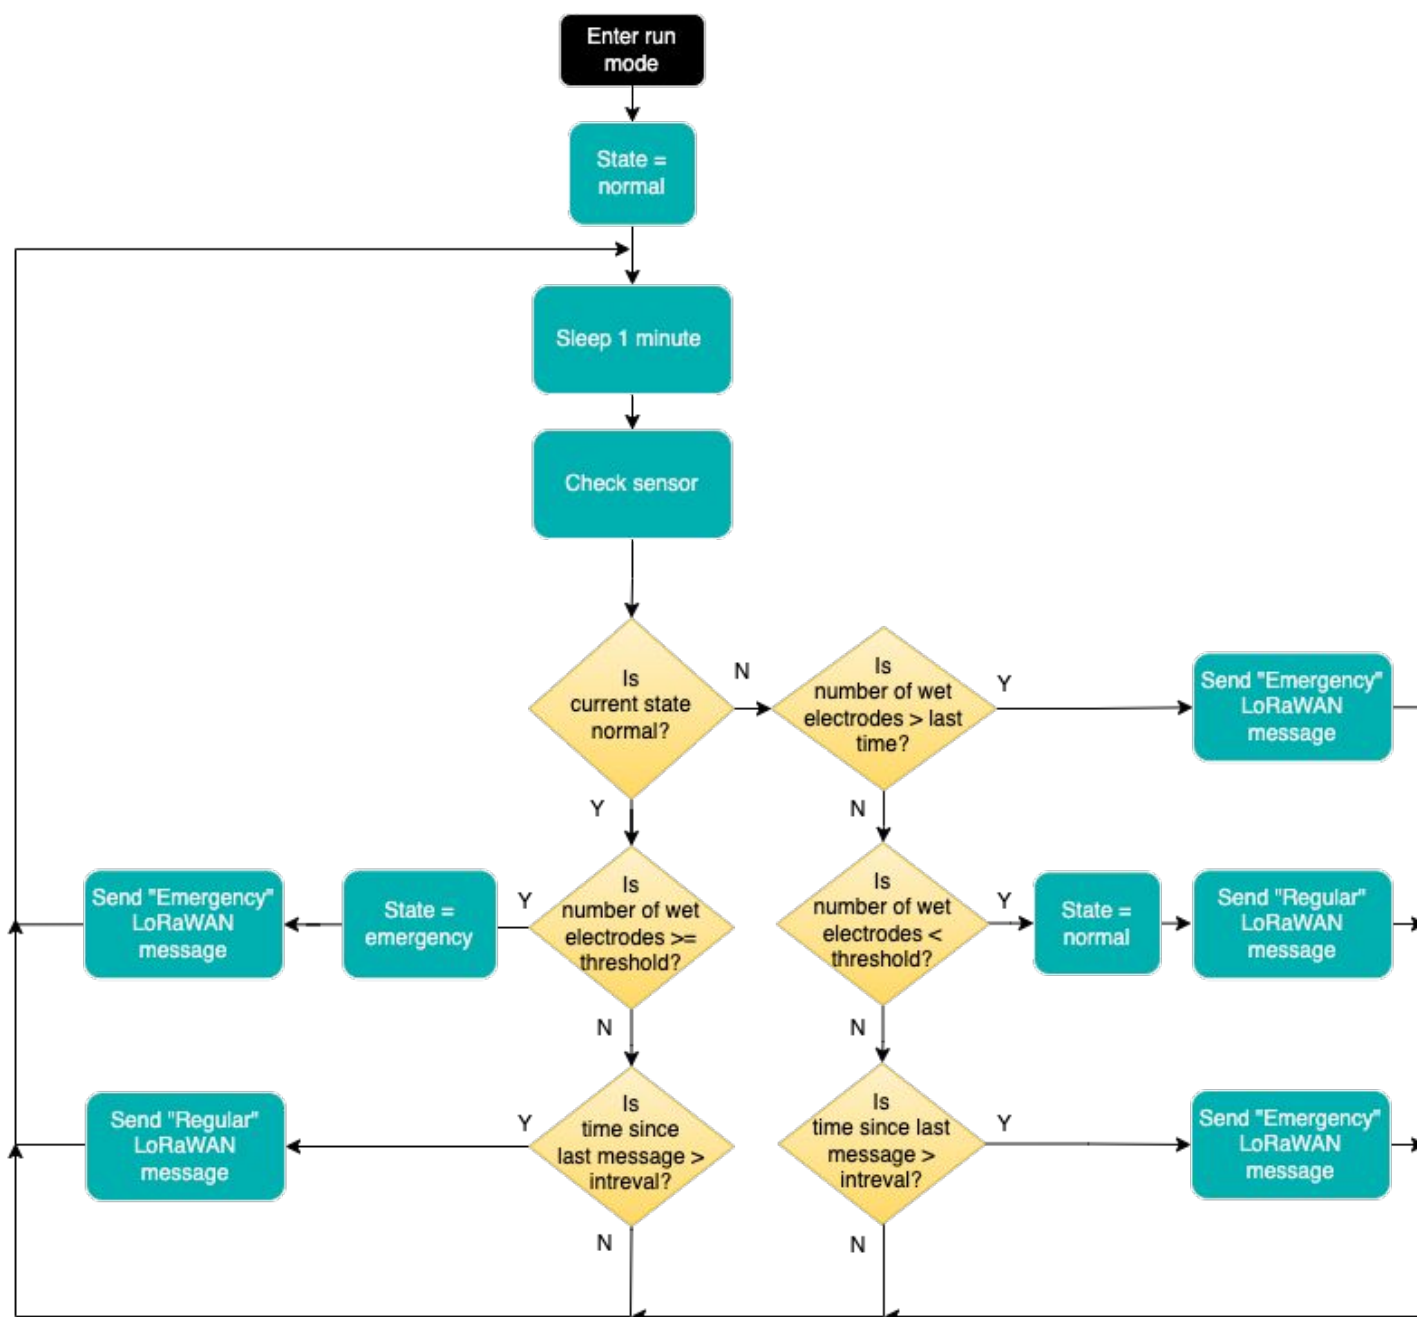 Enter run
mode
State =
normal
Sleep 1 minute
Check sensor
Is
current state
normal?
N
Is
number of wet
electrodes > last
time?
Y
Send "Emergency"
LoRaWAN
message
Y
N
Send "Emergency"
LoRaWAN
message
State =
emergency
Y
Is
number of wet
electrodes >=
threshold?
Is
number of wet
electrodes <
threshold?
Y
State =
normal
Send "Regular"
LoRaWAN
message
N
N
Send "Regular"
LoRaWAN
message
Y
Is
time since
last message >
intreval?
Is
time since last
message >
intreval?
Y
Send "Emergency"
LoRaWAN
message
N
N